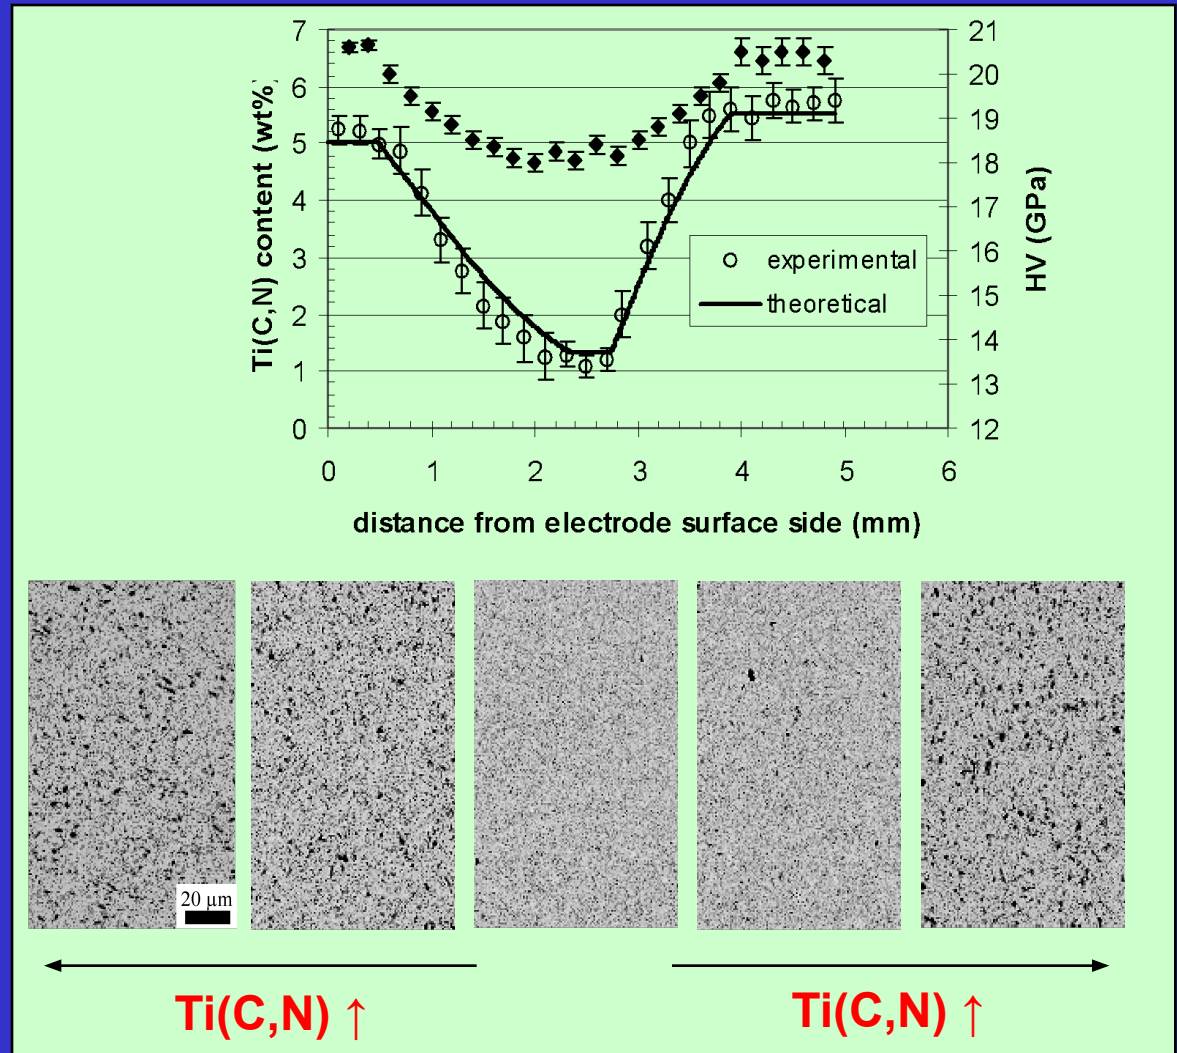 Ti(C,N) content (wt%)
7
6
5
4
3
2
1
0
21
20
19
18
17
16
15
14
13
12
HV (GPa)
experimental
theoretical
0 1 2 3 4 5 6
distance from electrode surface side (mm)
20 µm
Ti(C,N) ↑ Ti(C,N) ↑